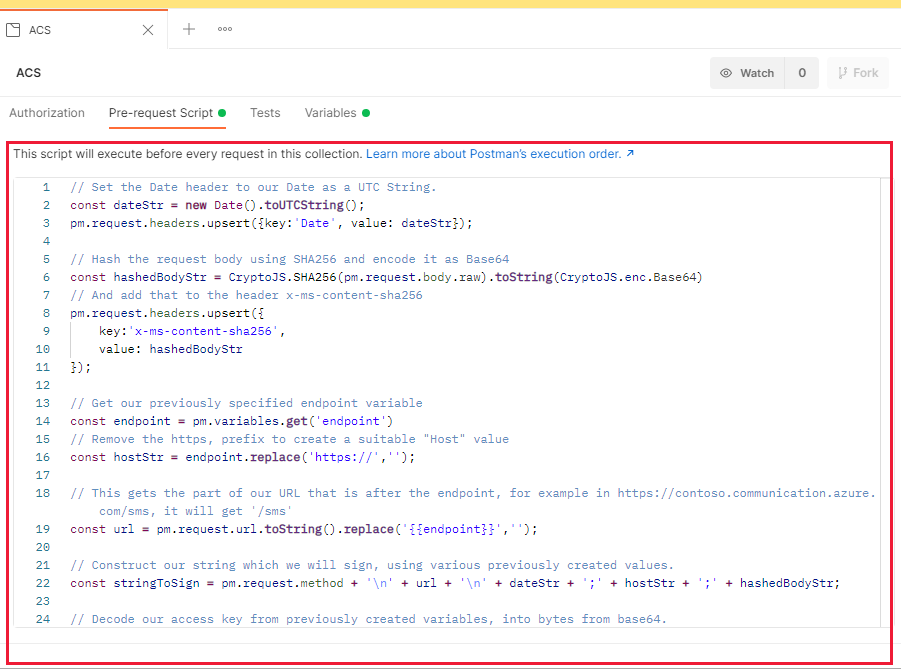 ACS
ACS
Watch 0 Fork
Authorization Pre-request Script Tests Variables
This script will execute before every request in this collection. Learn more about Postman's execution order. ↗
1 // Set the Date header to our Date as a UTC String.
2 const dateStr = new Date().toUTCString();
3 pm.request.headers.upsert({key:'Date', value: dateStr});
4
5 // Hash the request body using SHA256 and encode it as Base64
6 const hashedBodyStr = CryptoJS.SHA256(pm.request.body.raw).toString(CryptoJS.enc.Base64)
7 // And add that to the header x-ms-content-sha256
8 pm.request.headers.upsert({
9 key:'x-ms-content-sha256',
10 value: hashedBodyStr
11 });
12
13 // Get our previously specified endpoint variable
14 const endpoint = pm.variables.get('endpoint')
15 // Remove the https, prefix to create a suitable "Host" value
16 const hostStr = endpoint.replace('https://','');
17
18 // This gets the part of our URL that is after the endpoint, for example in https://contoso.communication.azure.
com/sms, it will get '/sms'
19 const url = pm.request.url.toString().replace('{{endpoint}}','');
20
21 // Construct our string which we will sign, using various previously created values.
22 const stringToSign = pm.request.method + '\n' + url + '\n' + dateStr + ';' + hostStr + ';' + hashedBodyStr;
23
24 // Decode our access key from previously created variables, into bytes from base64.